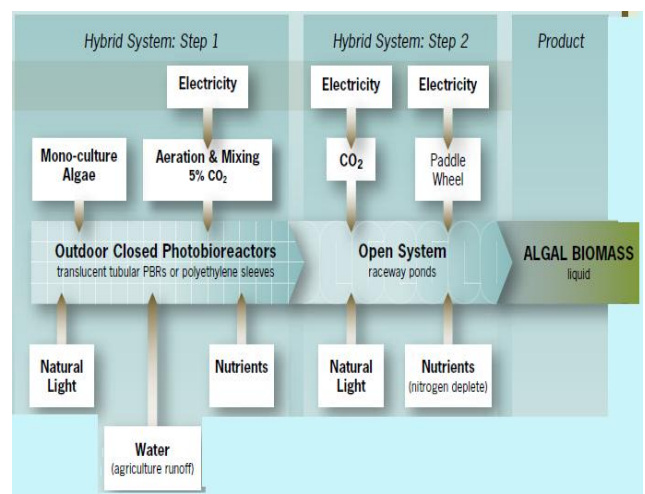 Hybrid System: Step 1
Hybrid System: Step 2
Product
Electricity
Electricity
Electricity
Mono-culture
Algae
Aeration & Mixing
5% CO₂
CO₂
Paddle
Wheel
Outdoor Closed Photobioreactors
translucent tubular PBRs or polyethylene sleeves
Open System
raceway ponds
ALGAL BIOMASS
liquid
Natural
Light
Nutrients
Natural
Light
Nutrients
(nitrogen deplete)
Water
(agriculture runoff)